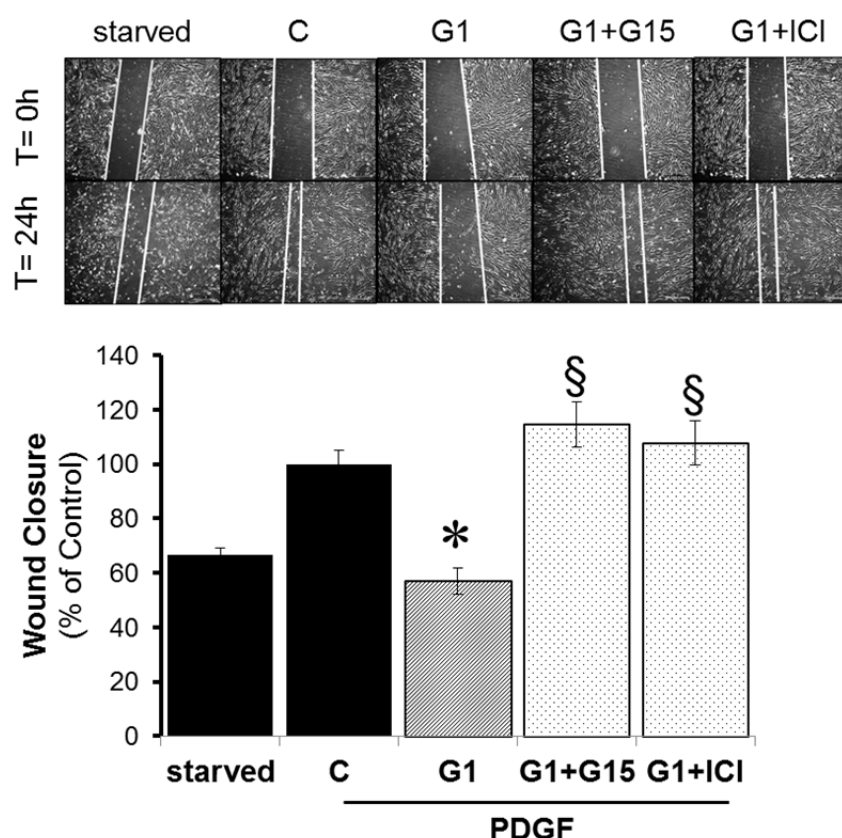 starved C G1 G1+G15 G1+ICI
T= 0h
T= 24h
Wound Closure
(% of Control)
140
120
100
80
60
40
20
0
*
§
§
starved C G1 G1+G15 G1+ICI
PDGF